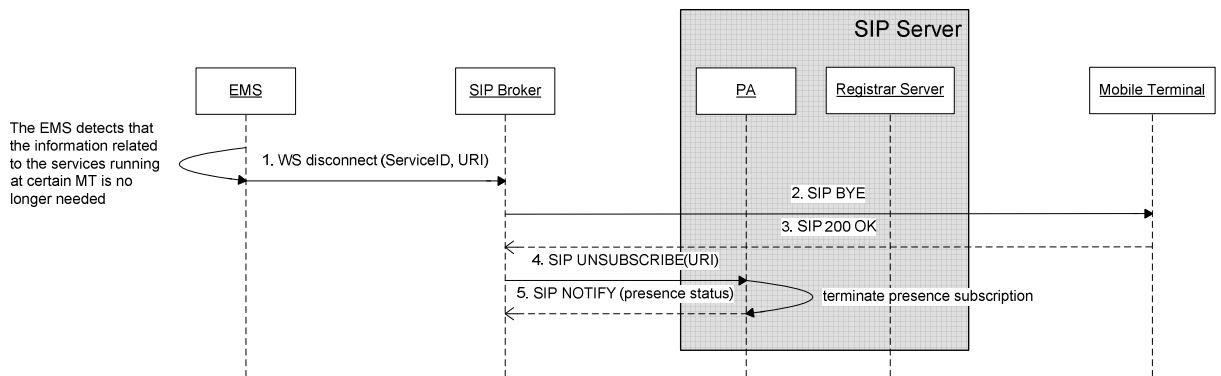 SIP Server
EMS
SIP Broker
PA
Registrar Server
Mobile Terminal
The EMS detects that
the information related
to the services running
at certain MT is no
longer needed
1. WS disconnect (ServiceID, URI)
2. SIP BYE
3. SIP 200 OK
4. SIP UNSUBSCRIBE(URI)
5. SIP NOTIFY (presence status)
terminate presence subscription